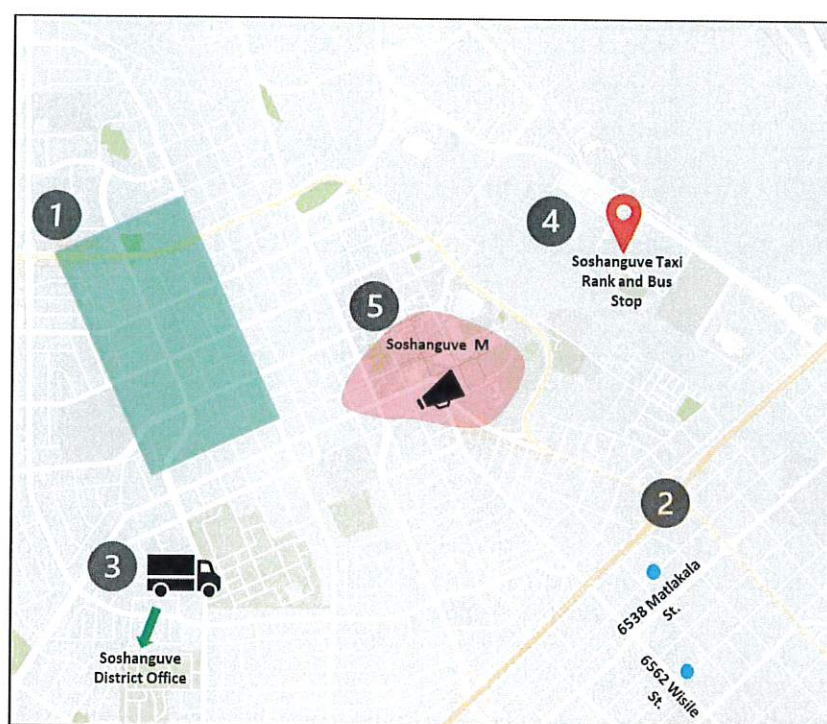 1
4
Soshanguve Taxi
Rank and Bus
Stop
5
Soshanguve M
2
3
6538 Matlakala
St.
Soshanguve
District Office
6562 Wisile
St.